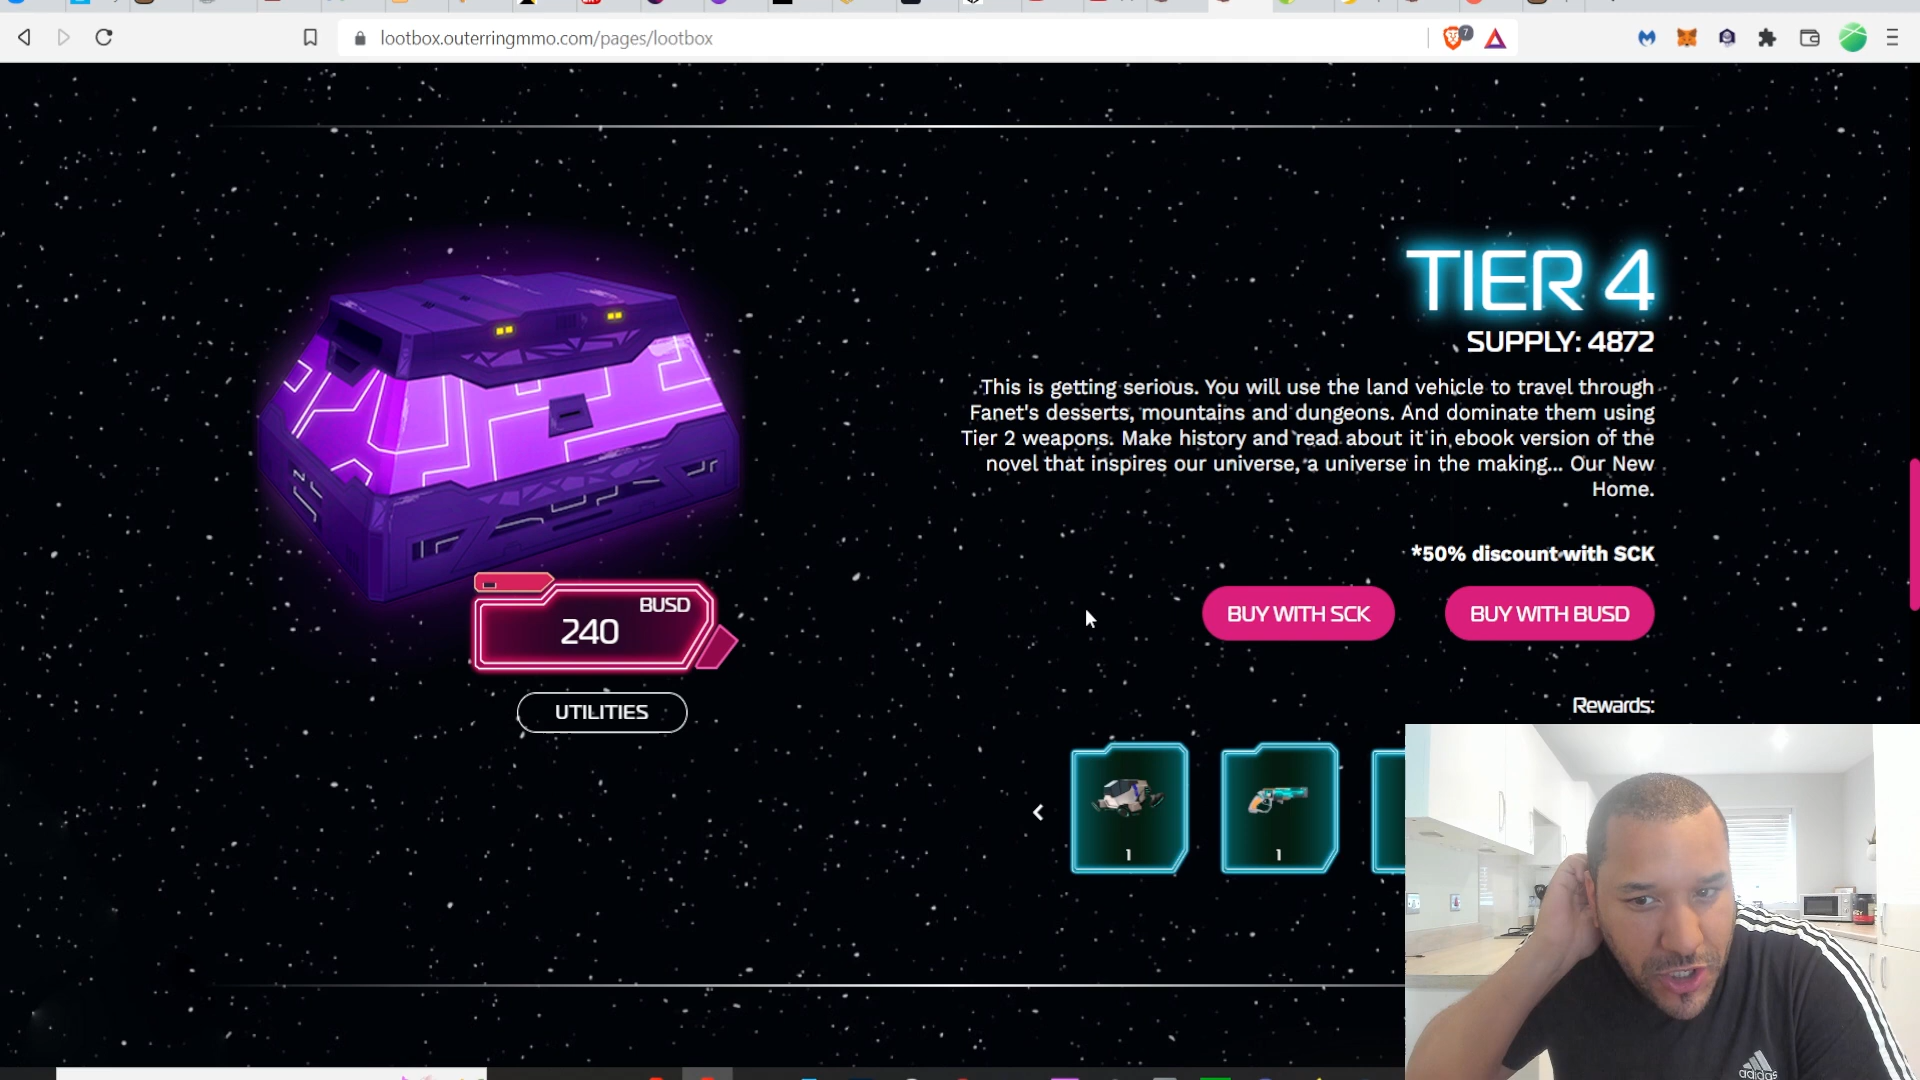 lootbox.outerringmmo.com/pages/lootbox
7
TIER 4
SUPPLY: 4872
This is getting serious. You will use the land vehicle to travel through
Fanet's desserts, mountains and dungeons. And dominate them using
Tier 2 weapons. Make history and read about it in ebook version of the
novel that inspires our universe, a universe in the making... Our New
Home.
*50% discount with SCK
BUY WITH SCK
BUY WITH BUSD
BUSD
240
UTILITIES
Rewards:
1
1
adidas